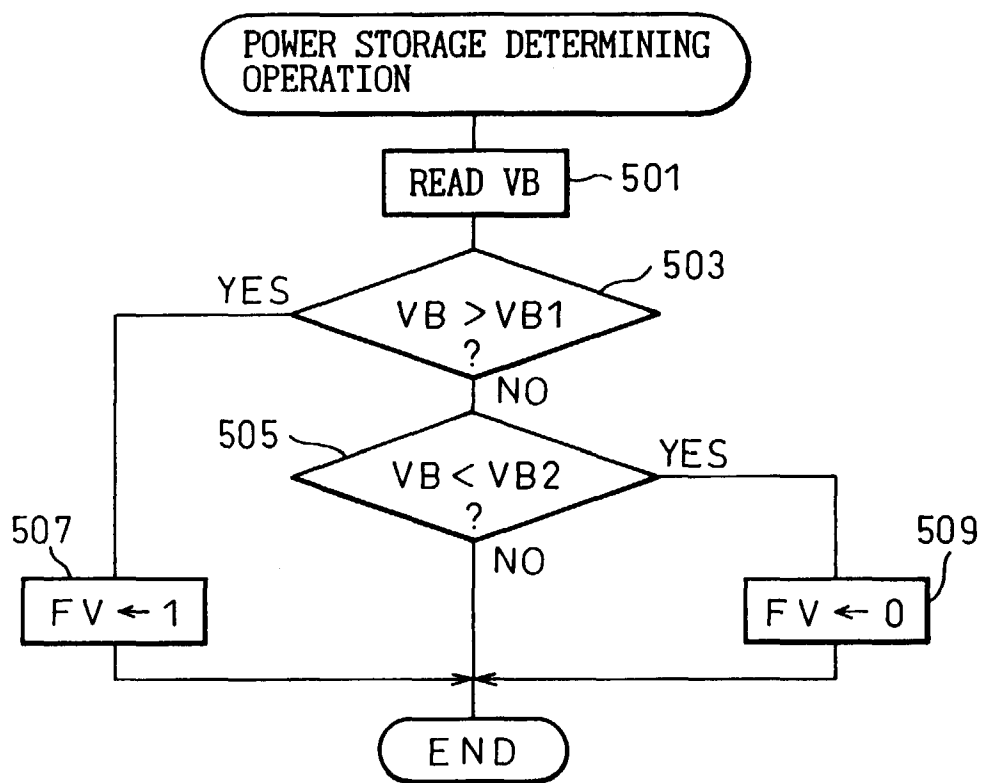 POWER STORAGE DETERMINING
OPERATION
READ VB
501
503
YES
VB > VB1
?
NO
505
YES
VB < VB2
?
NO
507
509
FV ← 1
FV ← 0
END